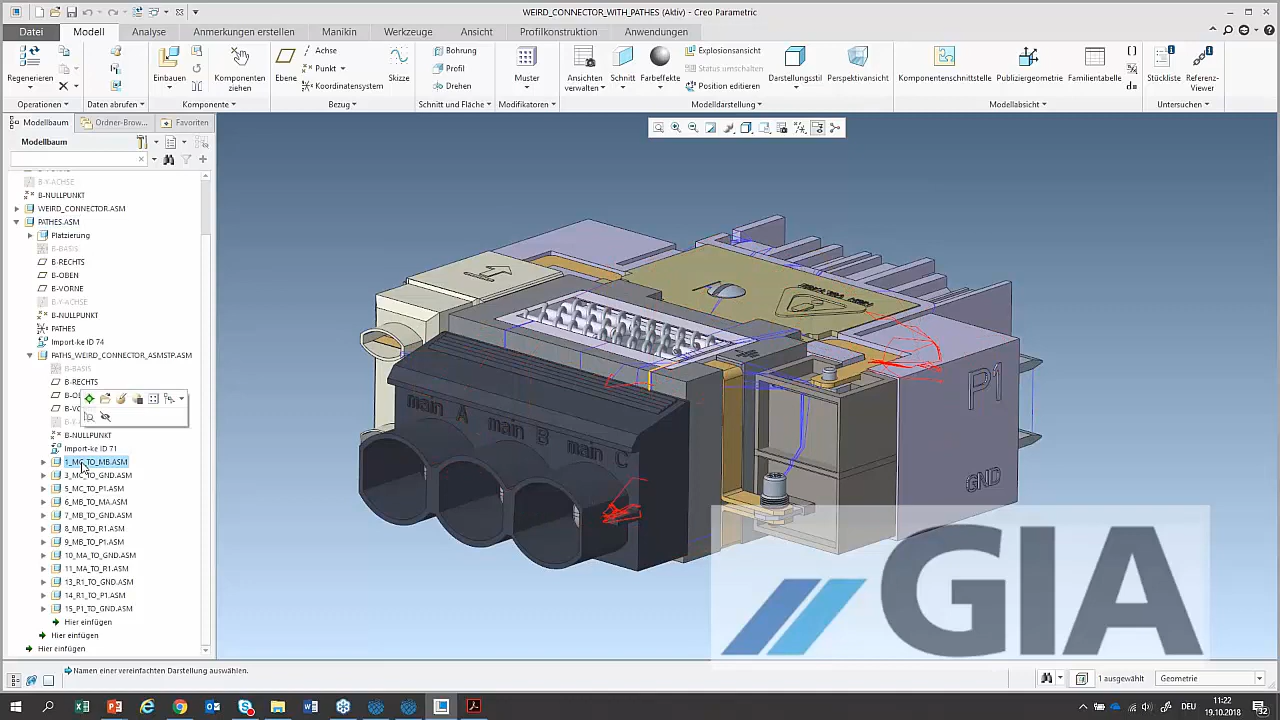 WEIRD_CONNECTOR_WITH_PATHES (Aktiv) - Creo Parametric
Datei Modell Analyse Anmerkungen erstellen Manikin Werkzeuge Ansicht Profilkonstruktion Anwendungen
Regenerieren
Einbauen
Komponenten ziehen
Ebene
Achse
Punkt
Koordinatensystem
Skizze
Bohrung
Profil
Drehen
Muster
Ansichten verwalten
Schnitt
Farbeffekte
Explosionsansicht
Status umschalten
Position editieren
Darstellungsstil
Perspektivansicht
Komponentenschnittstelle
Publiziergeometrie
Familientabelle
d=
Stückliste
Referenz-Viewer
Operationen Daten abrufen Komponente Bezug Schnitt und Fläche Modifikatoren Modelldarstellung Modellabsicht Untersuchen
Modellbaum Ordner-Brow... Favoriten
Modellbaum
B-Y-ACHSE
B-NULLPUNKT
WEIRD_CONNECTOR.ASM
PATHES.ASM
Platzierung
B-BASIS
B-RECHTS
B-OBEN
B-VORNE
B-Y-ACHSE
B-NULLPUNKT
PATHES
Import-ke ID 74
PATHS_WEIRD_CONNECTOR_ASMSTP.ASM
B-BASIS
B-RECHTS
B-NULLPUNKT
Import-ke ID 71
1_MC_TO_MB.ASM
3_MC_TO_GND.ASM
5_MC_TO_P1.ASM
6_MB_TO_MA.ASM
7_MB_TO_GND.ASM
8_MB_TO_R1.ASM
9_MB_TO_P1.ASM
10_MA_TO_GND.ASM
11_MA_TO_R1.ASM
13_R1_TO_GND.ASM
14_R1_TO_P1.ASM
15_P1_TO_GND.ASM
Hier einfügen
Hier einfügen
Hier einfügen
main A main B main C
P1
GND
GIA
Namen einer vereinfachten Darstellung auswählen.
1 ausgewählt
Geometrie
DEU
11:22
19.10.2018